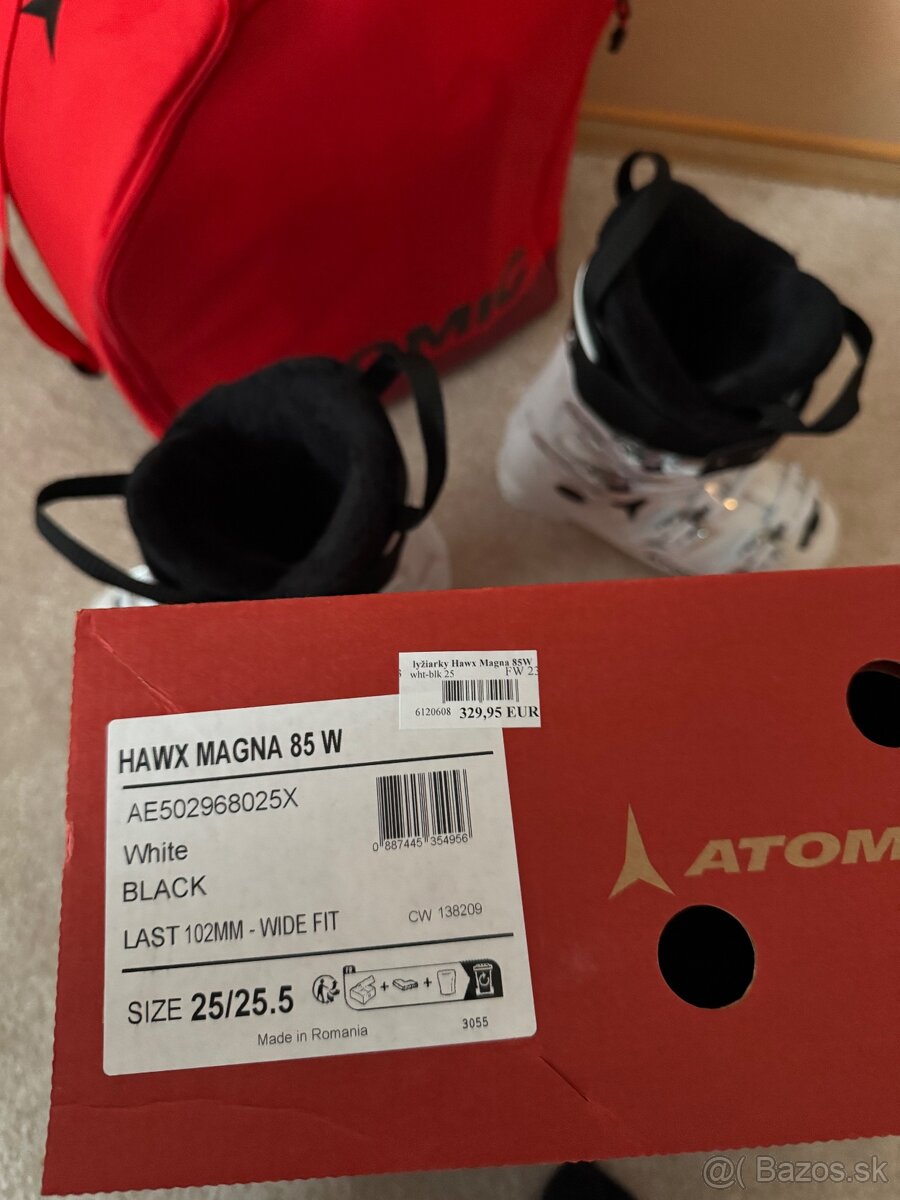 ATOMIC
lyžiarky Hawx Magna 85W
wht-blk 25 FW 23
6120608 329,95 EUR
HAWX MAGNA 85 W
AE502968025X
0 887445 354956
White
BLACK
LAST 102MM - WIDE FIT CW 138209
SIZE 25/25.5
FR
Made in Romania 3055
ATOM
@( Bazos.sk